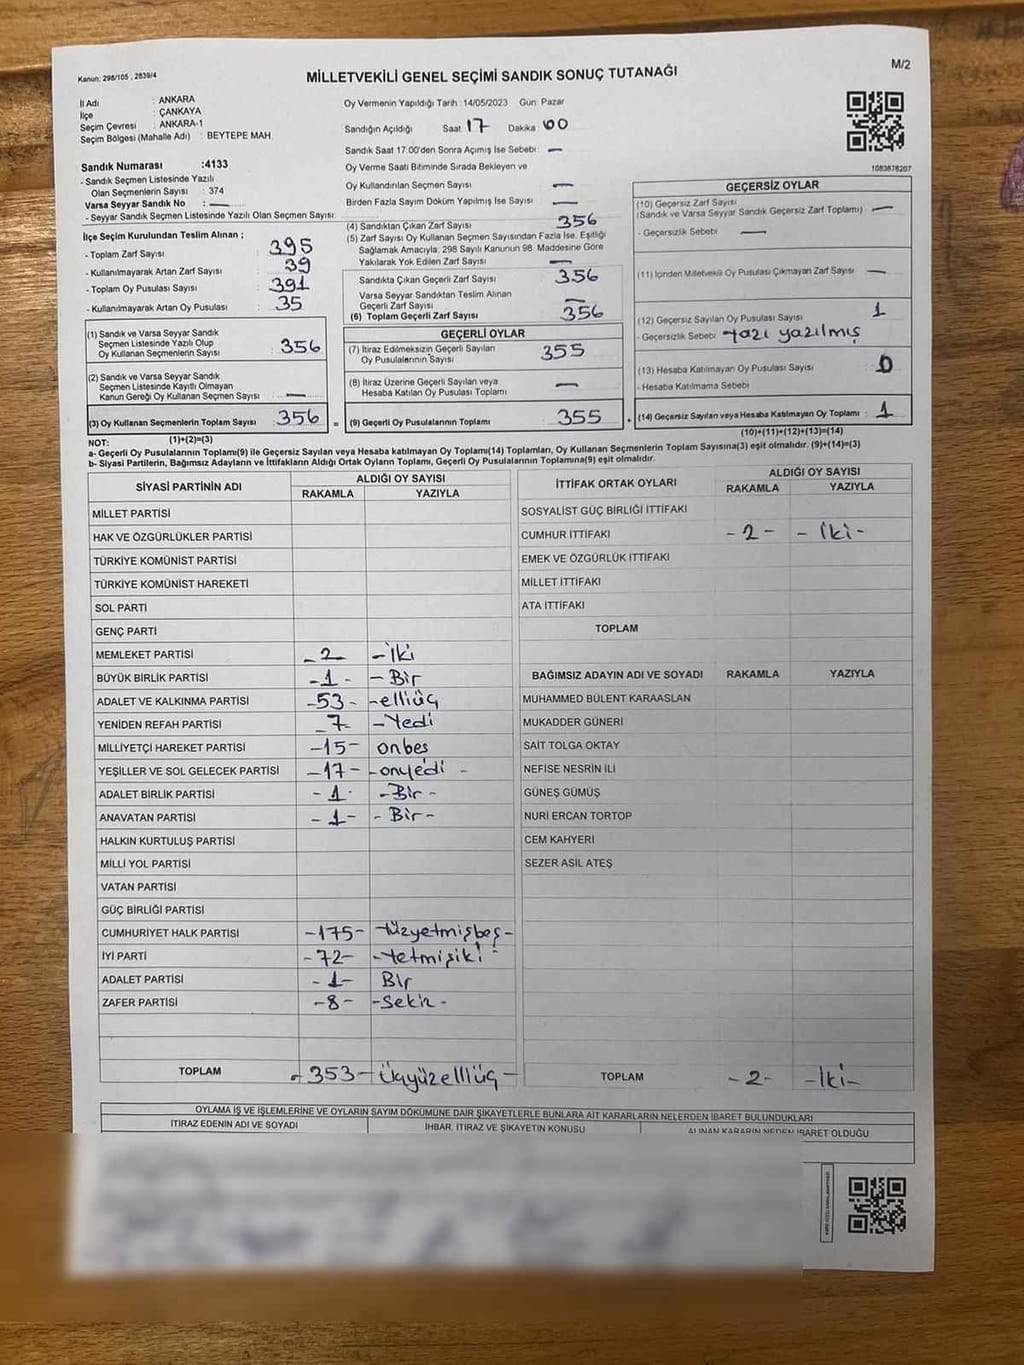 Kanun: 298/105 , 2839/4
MİLLETVEKİLİ GENEL SEÇİMİ SANDIK SONUÇ TUTANAĞI
M/2
İl Adı : ANKARA
İlçe : ÇANKAYA
Seçim Çevresi : ANKARA-1
Seçim Bölgesi (Mahalle Adı) : BEYTEPE MAH.
Sandık Numarası :4133
- Sandık Seçmen Listesinde Yazılı
Olan Seçmenlerin Sayısı : 374
Varsa Seyyar Sandık No : —
- Seyyar Sandık Seçmen Listesinde Yazılı Olan Seçmen Sayısı:
İlçe Seçim Kurulundan Teslim Alınan ;
- Toplam Zarf Sayısı : 395
- Kullanılmayarak Artan Zarf Sayısı : 39
- Toplam Oy Pusulası Sayısı : 391
- Kullanılmayarak Artan Oy Pusulası : 35
(1) Sandık ve Varsa Seyyar Sandık
Seçmen Listesinde Yazılı Olup
Oy Kullanan Seçmenlerin Sayısı : 356
(2) Sandık ve Varsa Seyyar Sandık
Seçmen Listesinde Kayıtlı Olmayan
Kanun Gereği Oy Kullanan Seçmen Sayısı : —
(3) Oy Kullanan Seçmenlerin Toplam Sayısı : 356 =
(1)+(2)=(3)
Oy Vermenin Yapıldığı Tarih : 14/05/2023 Gün: Pazar
Sandığın Açıldığı Saat: 17 Dakika: 00
Sandık Saat 17.00'den Sonra Açımış İse Sebebi : —
Oy Verme Saati Bitiminde Sırada Bekleyen ve
Oy Kullandırılan Seçmen Sayısı : —
Birden Fazla Sayım Döküm Yapılmış İse Sayısı : —
(4) Sandıktan Çıkan Zarf Sayısı : 356
(5) Zarf Sayısı Oy Kullanan Seçmen Sayısından Fazla İse, Eşitliği
Sağlamak Amacıyla, 298 Sayılı Kanunun 98. Maddesine Göre
Yakılarak Yok Edilen Zarf Sayısı : —
Sandıkta Çıkan Geçerli Zarf Sayısı : 356
Varsa Seyyar Sandıktan Teslim Alınan
Geçerli Zarf Sayısı : —
(6) Toplam Geçerli Zarf Sayısı : 356
GEÇERLİ OYLAR
(7) İtiraz Edilmeksizin Geçerli Sayılan
Oy Pusulalarının Sayısı : 355
(8) İtiraz Üzerine Geçerli Sayılan veya
Hesaba Katılan Oy Pusulası Toplamı : —
(9) Geçerli Oy Pusulalarının Toplamı : 355 +
1083678207
GEÇERSİZ OYLAR
(10) Geçersiz Zarf Sayısı
(Sandık ve Varsa Seyyar Sandık Geçersiz Zarf Toplamı) : —
- Geçersizlik Sebebi : —
(11) İçinden Milletvekili Oy Pusulası Çıkmayan Zarf Sayısı : —
(12) Geçersiz Sayılan Oy Pusulası Sayısı : 1
- Geçersizlik Sebebi : Yazı yazılmış
(13) Hesaba Katılmayan Oy Pusulası Sayısı : 0
- Hesaba Katılmama Sebebi :
(14) Geçersiz Sayılan veya Hesaba Katılmayan Oy Toplamı : 1
(10)+(11)+(12)+(13)=(14)
NOT:
a- Geçerli Oy Pusulalarının Toplamı(9) ile Geçersiz Sayılan veya Hesaba katılmayan Oy Toplamı(14) Toplamları, Oy Kullanan Seçmenlerin Toplam Sayısına(3) eşit olmalıdır. (9)+(14)=(3)
b- Siyasi Partilerin, Bağımsız Adayların ve İttifakların Aldığı Ortak Oyların Toplamı, Geçerli Oy Pusulalarının Toplamına(9) eşit olmalıdır.
SİYASİ PARTİNİN ADI ALDIĞI OY SAYISI
RAKAMLA YAZIYLA
MİLLET PARTİSİ
HAK VE ÖZGÜRLÜKLER PARTİSİ
TÜRKİYE KOMÜNİST PARTİSİ
TÜRKİYE KOMÜNİST HAREKETİ
SOL PARTİ
GENÇ PARTİ
MEMLEKET PARTİSİ - 2 - - İki
BÜYÜK BİRLİK PARTİSİ - 1 - - Bir
ADALET VE KALKINMA PARTİSİ -53- -elliüç
YENİDEN REFAH PARTİSİ - 7- -Yedi
MİLLİYETÇİ HAREKET PARTİSİ -15- onbeş
YEŞİLLER VE SOL GELECEK PARTİSİ -17- -onyedi -
ADALET BİRLİK PARTİSİ - 1 - -Bir -
ANAVATAN PARTİSİ - 1 - - Bir -
HALKIN KURTULUŞ PARTİSİ
MİLLİ YOL PARTİSİ
VATAN PARTİSİ
GÜÇ BİRLİĞİ PARTİSİ
CUMHURİYET HALK PARTİSİ -175- -Yüzyetmişbeş-
İYİ PARTİ -72- -Yetmişiki -
ADALET PARTİSİ - 1 - Bir
ZAFER PARTİSİ -8- -Sekiz -
TOPLAM - 353 - Üçyüzelliüç -
İTTİFAK ORTAK OYLARI ALDIĞI OY SAYISI
RAKAMLA YAZIYLA
SOSYALİST GÜÇ BİRLİĞİ İTTİFAKI
CUMHUR İTTİFAKI - 2 - - İki -
EMEK VE ÖZGÜRLÜK İTTİFAKI
MİLLET İTTİFAKI
ATA İTTİFAKI
TOPLAM
BAĞIMSIZ ADAYIN ADI VE SOYADI RAKAMLA YAZIYLA
MUHAMMED BÜLENT KARAASLAN
MUKADDER GÜNERİ
SAİT TOLGA OKTAY
NEFİSE NESRİN İLİ
GÜNEŞ GÜMÜŞ
NURİ ERCAN TORTOP
CEM KAHYERİ
SEZER ASİL ATEŞ
TOPLAM - 2 - -İki-
OYLAMA İŞ VE İŞLEMLERİNE VE OYLARIN SAYIM DÖKÜMÜNE DAİR ŞİKAYETLERLE BUNLARA AİT KARARLARIN NELERDEN İBARET BULUNDUKLARI
İTİRAZ EDENİN ADI VE SOYADI İHBAR, İTİRAZ VE ŞİKAYETİN KONUSU ALINAN KARARIN NEDEN İBARET OLDUĞU